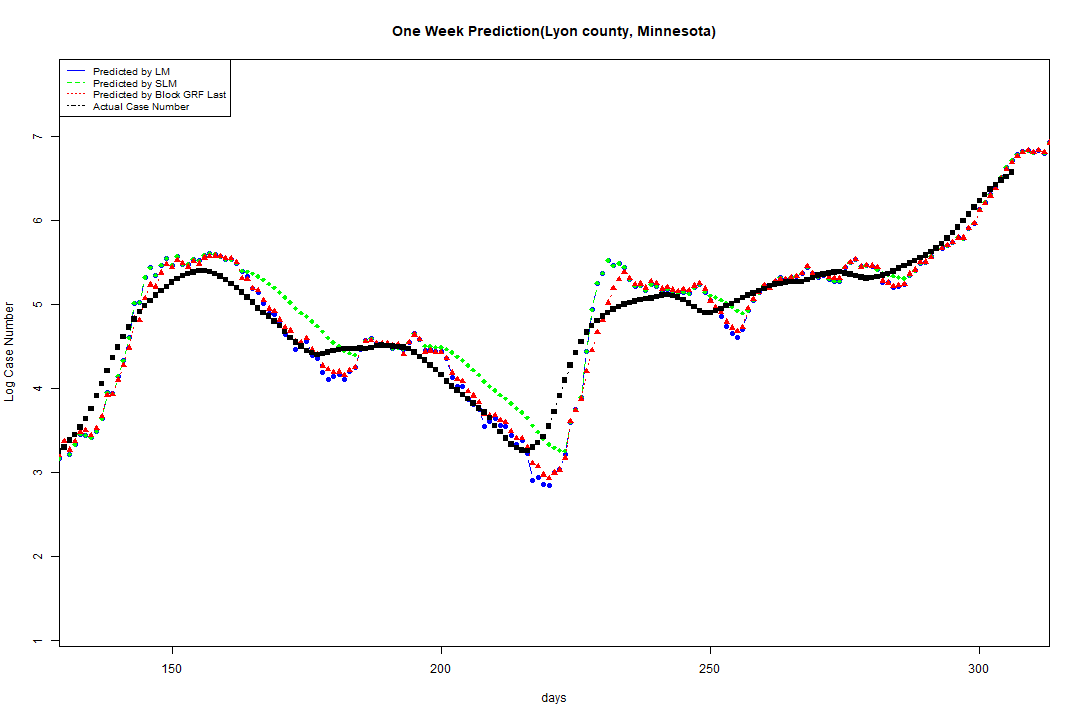 One Week Prediction(Lyon county, Minnesota)
Predicted by LM
Predicted by SLM
Predicted by Block GRF Last
Actual Case Number
7
6
5
4
3
2
1
Log Case Number
150 200 250 300
days